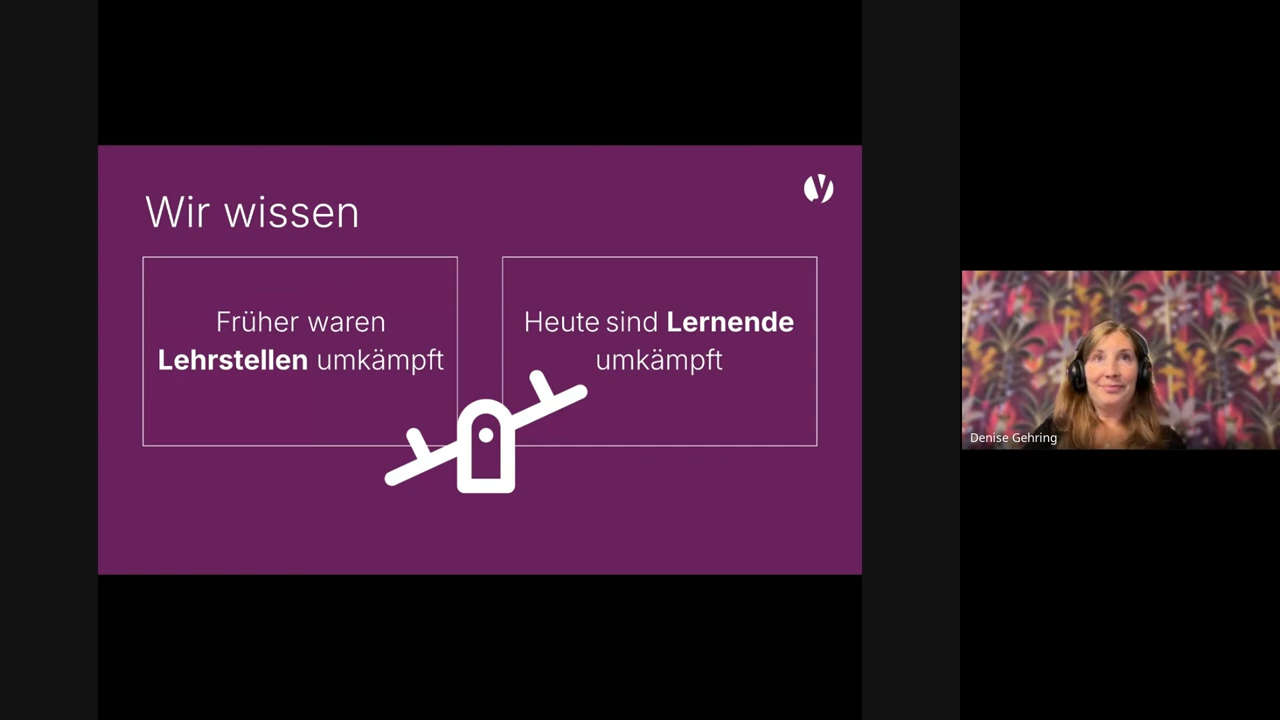 Wir wissen
Früher waren
Lehrstellen umkämpft
Heute sind Lernende
umkämpft
Denise Gehring